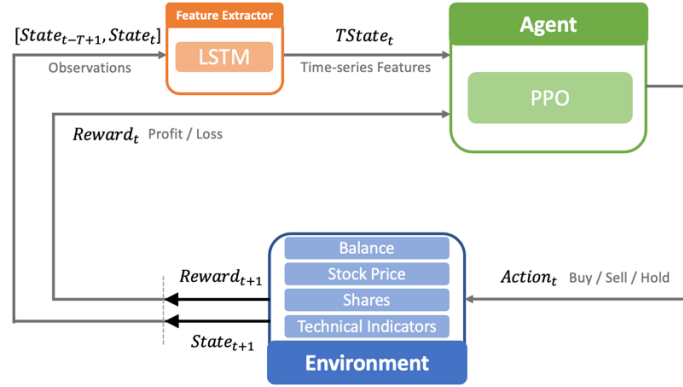 Feature Extractor
LSTM
[State_{t-T+1}, State_t]
Observations
TState_t
Time-series Features
Agent
PPO
Reward_t Profit / Loss
Balance
Stock Price
Shares
Technical Indicators
Environment
Reward_{t+1}
State_{t+1}
Action_t Buy / Sell / Hold